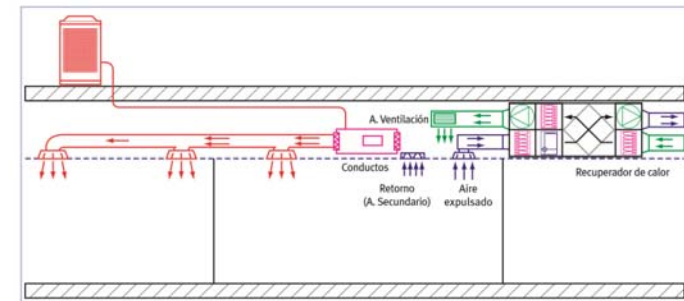 A. Ventilación
Conductos
Retorno
(A. Secundario)
Aire
expulsado
Recuperador de calor